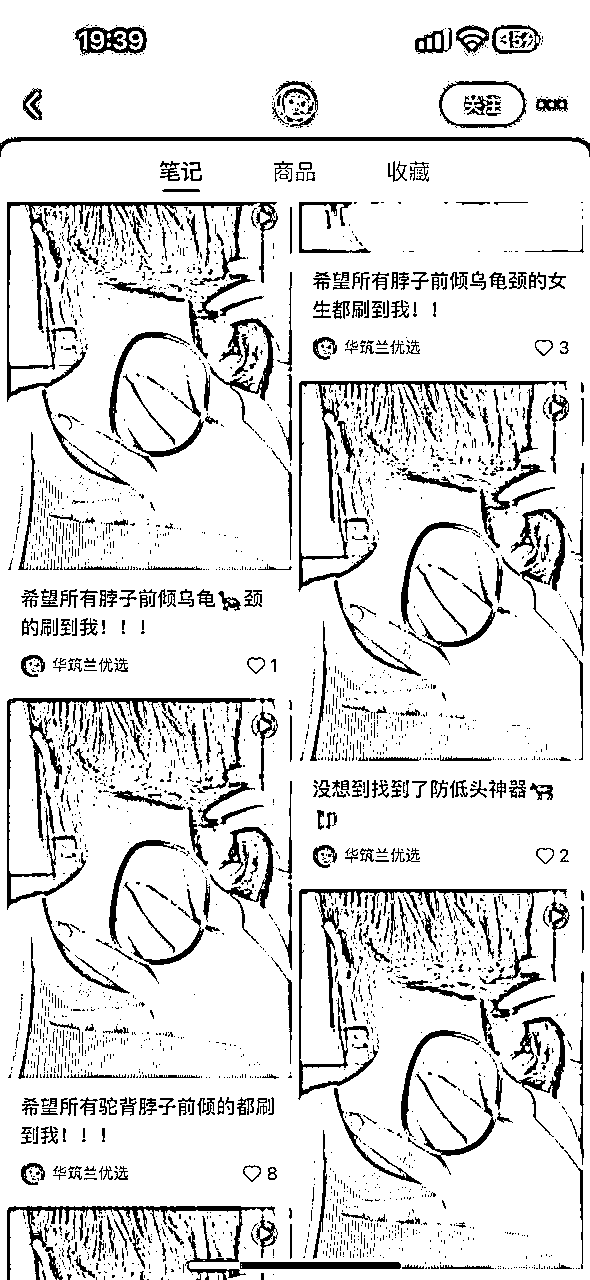 19:39
关注
笔记
商品
收藏
希望所有脖子前倾乌龟颈的女
生都刷到我！！
华筑兰优选
3
希望所有脖子前倾乌龟🐢颈
的刷到我！！！
华筑兰优选
1
没想到找到了防低头神器
华筑兰优选
2
希望所有驼背脖子前倾的都刷
到我！！！
华筑兰优选
8